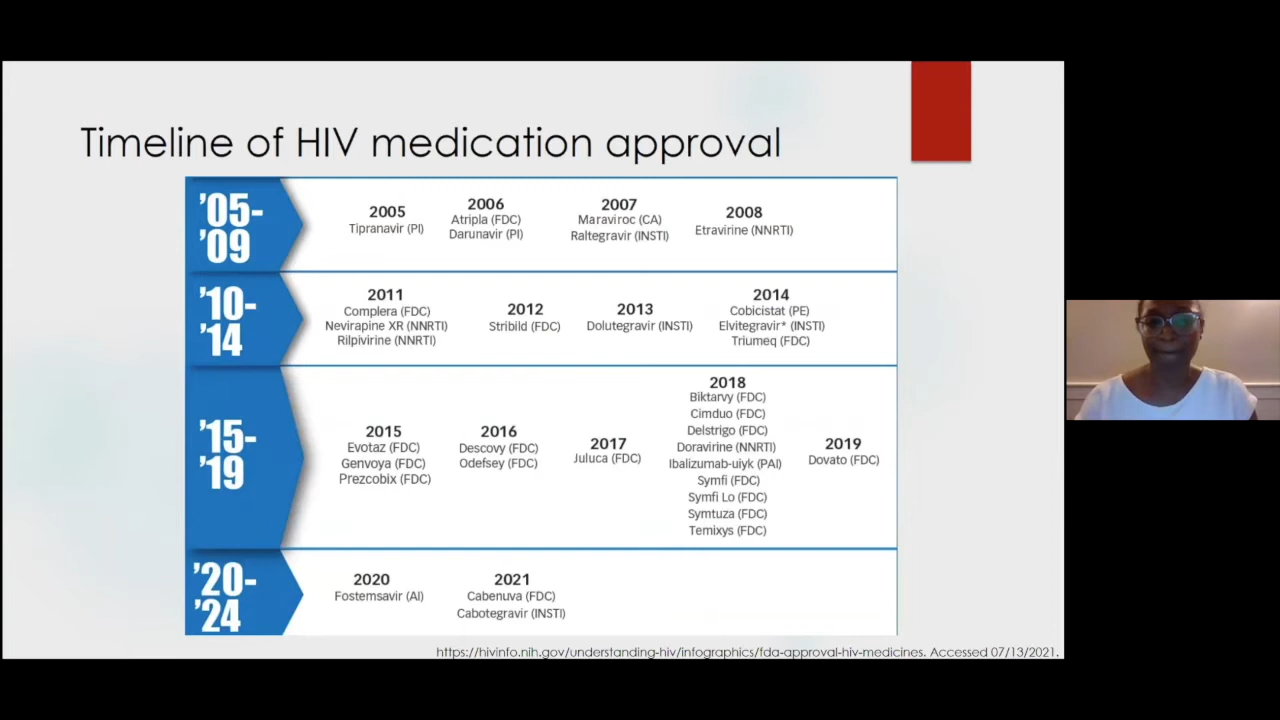 Timeline of HIV medication approval
'05-
'09
2005
Tipranavir (PI)
2006
Atripla (FDC)
Darunavir (PI)
2007
Maraviroc (CA)
Raltegravir (INSTI)
2008
Etravirine (NNRTI)
'10-
'14
2011
Complera (FDC)
Nevirapine XR (NNRTI)
Rilpivirine (NNRTI)
2012
Stribild (FDC)
2013
Dolutegravir (INSTI)
2014
Cobicistat (PE)
Elvitegravir* (INSTI)
Triumeq (FDC)
'15-
'19
2015
Evotaz (FDC)
Genvoya (FDC)
Prezcobix (FDC)
2016
Descovy (FDC)
Odefsey (FDC)
2017
Juluca (FDC)
2018
Biktarvy (FDC)
Cimduo (FDC)
Delstrigo (FDC)
Doravirine (NNRTI)
Ibalizumab-uiyk (PAI)
Symfi (FDC)
Symfi Lo (FDC)
Symtuza (FDC)
Temixys (FDC)
2019
Dovato (FDC)
'20-
'24
2020
Fostemsavir (AI)
2021
Cabenuva (FDC)
Cabotegravir (INSTI)
https://hivinfo.nih.gov/understanding-hiv/infographics/fda-approval-hiv-medicines. Accessed 07/13/2021.